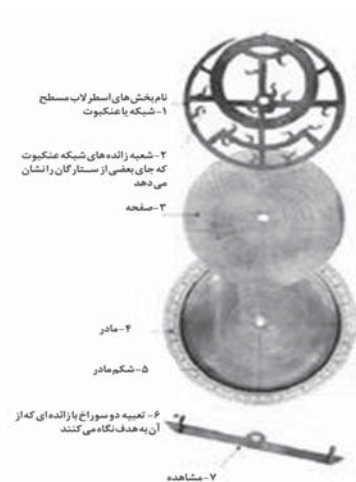 نام بخش‌های اسطرلاب مسطح
۱-شبکه یا عنکبوت
۲-شعبه زائده‌های شبکه عنکبوت
که جای بعضی از ستارگان را نشان
می‌دهد
۳-صفحه
۴-مادر
۵-شکم مادر
۶- تعبیه دو سوراخ با زائده‌ای که از
آن به هدف نگاه می‌کنند
۷-مشاهده